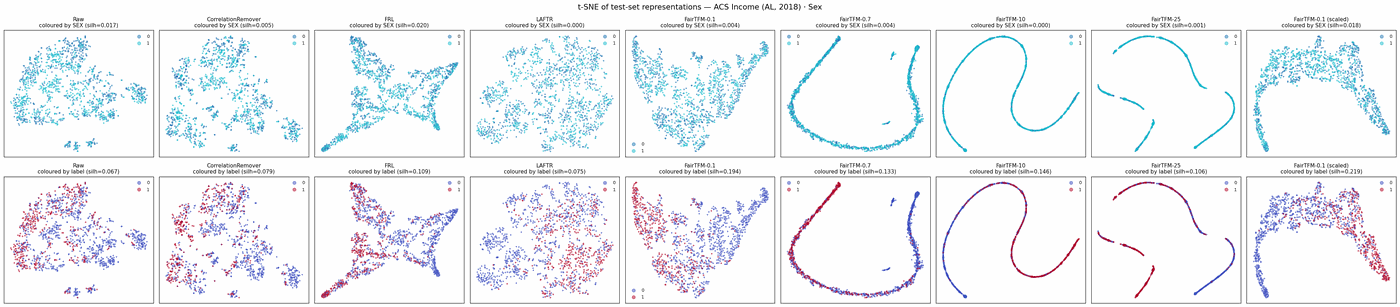 t-SNE of test-set representations — ACS Income (AL, 2018) · Sex
Raw
coloured by SEX (silh=0.017)
0
1
CorrelationRemover
coloured by SEX (silh=0.005)
0
1
FRL
coloured by SEX (silh=0.020)
0
1
LAFTR
coloured by SEX (silh=0.000)
0
1
FairTFM-0.1
coloured by SEX (silh=0.004)
0
1
FairTFM-0.7
coloured by SEX (silh=0.004)
0
1
FairTFM-10
coloured by SEX (silh=0.000)
0
1
FairTFM-25
coloured by SEX (silh=0.001)
0
1
FairTFM-0.1 (scaled)
coloured by SEX (silh=0.018)
0
1
Raw
coloured by label (silh=0.067)
0
1
CorrelationRemover
coloured by label (silh=0.079)
0
1
FRL
coloured by label (silh=0.109)
0
1
LAFTR
coloured by label (silh=0.075)
0
1
FairTFM-0.1
coloured by label (silh=0.194)
0
1
FairTFM-0.7
coloured by label (silh=0.133)
0
1
FairTFM-10
coloured by label (silh=0.146)
0
1
FairTFM-25
coloured by label (silh=0.106)
0
1
FairTFM-0.1 (scaled)
coloured by label (silh=0.219)
0
1